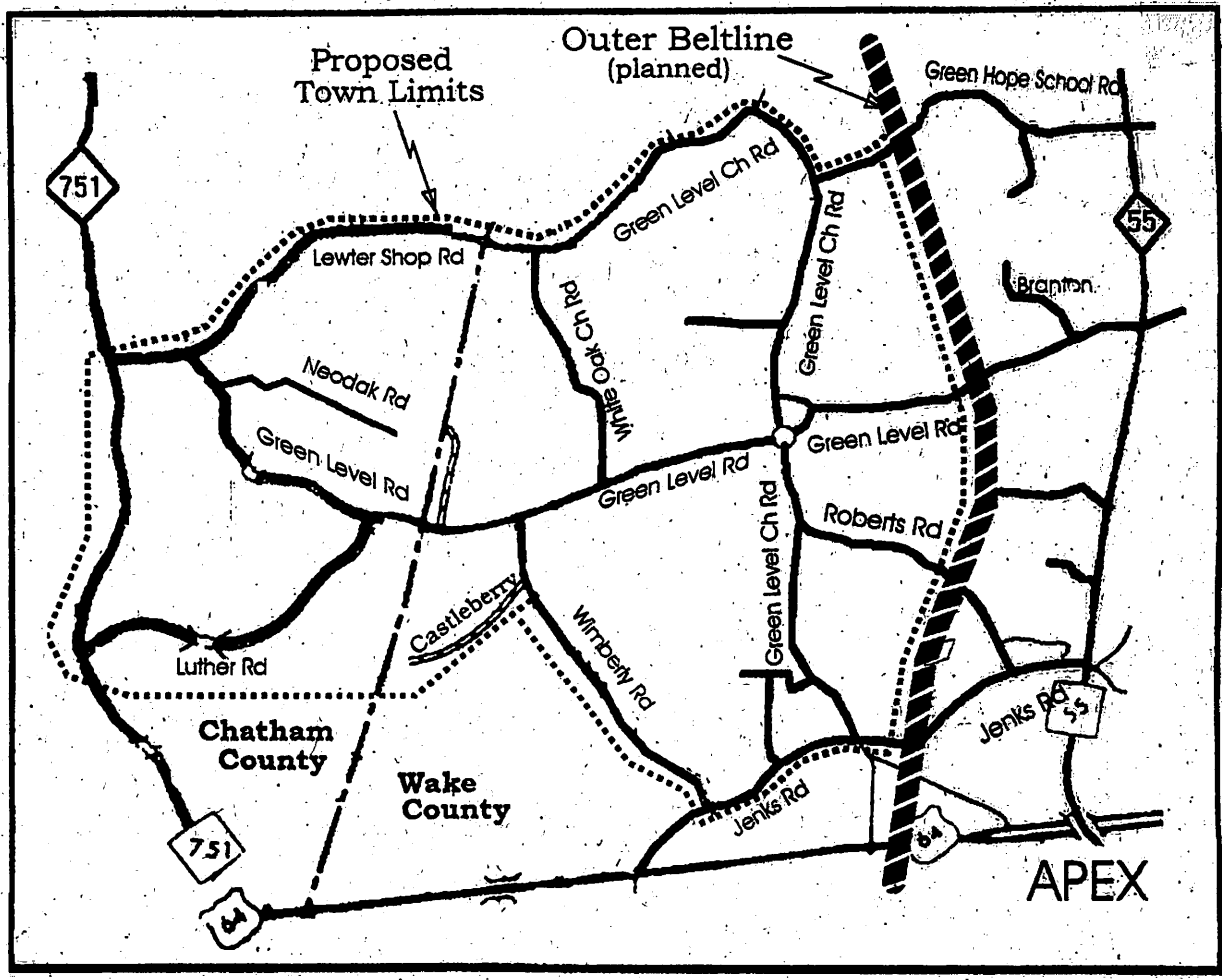 Outer Beltline
(planned)
Proposed
Town Limits
Green Hope School Rd
751
Green Level Ch Rd
55
Lewter Shop Rd
Green Level Ch Rd
Branton
White Oak Ch Rd
Neodak Rd
Green Level Rd
Green Level Rd
Green Level Rd
Roberts Rd
Green Level Ch Rd
Castleberry
Wimberly Rd
Luther Rd
Jenks Rd
55
Chatham
County
Wake
County
Jenks Rd
751
64
64
APEX